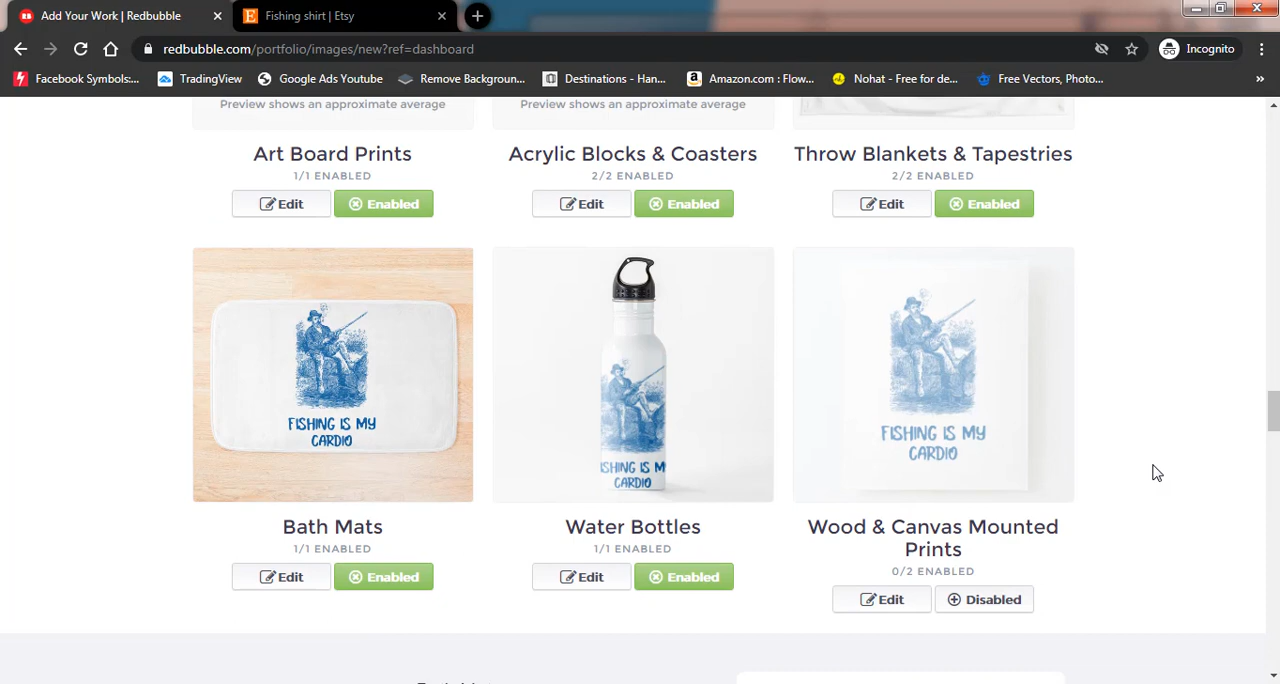 Add Your Work | Redbubble
Fishing shirt | Etsy
redbubble.com/portfolio/images/new?ref=dashboard
Incognito
Facebook Symbols:...
TradingView
Google Ads Youtube
Remove Backgroun...
Destinations - Han...
Amazon.com : Flow...
Nohat - Free for de...
Free Vectors, Photo...
»
Preview shows an approximate average
Preview shows an approximate average
Art Board Prints
1/1 ENABLED
Edit
Enabled
Acrylic Blocks & Coasters
2/2 ENABLED
Edit
Enabled
Throw Blankets & Tapestries
2/2 ENABLED
Edit
Enabled
FISHING IS MY
CARDIO
Bath Mats
1/1 ENABLED
Edit
Enabled
FISHING IS MY
CARDIO
Water Bottles
1/1 ENABLED
Edit
Enabled
FISHING IS MY
CARDIO
Wood & Canvas Mounted
Prints
0/2 ENABLED
Edit
Disabled